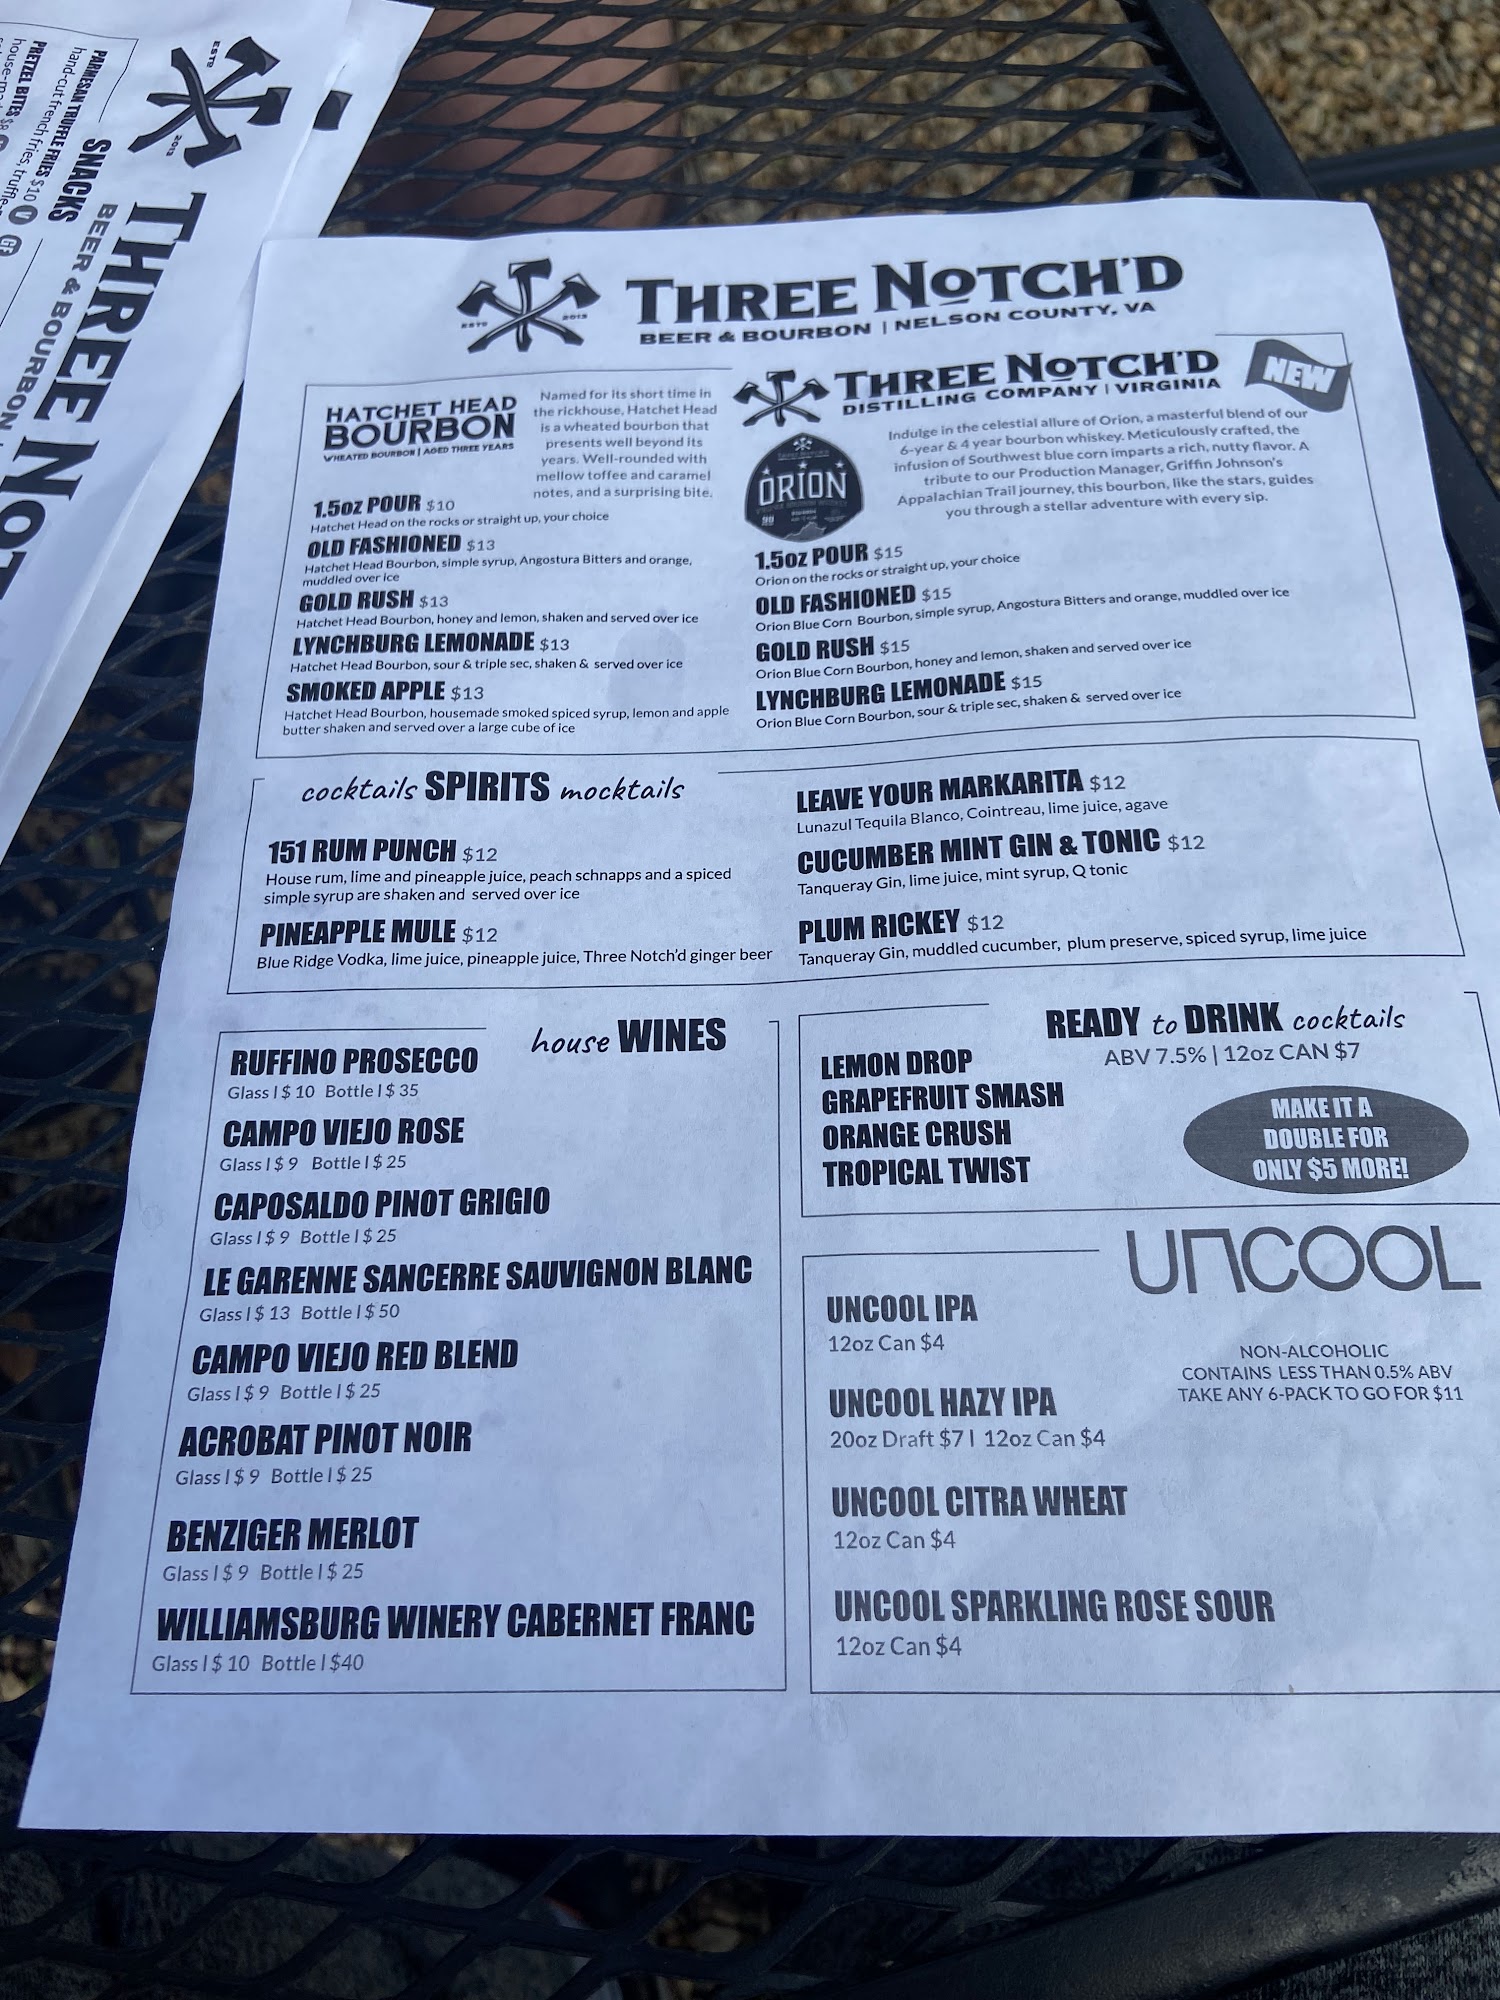 PARMESAN TRUFFLE FRIES $10 V GF
hand-cut french fries, truffle
PRETZEL BITES $8
SNACKS
ESTD 2013
THREE NOT
BEER & BOURBON
ESTD 2013
THREE NOTCH'D
BEER & BOURBON | NELSON COUNTY, VA
HATCHET HEAD
BOURBON
WHEATED BOURBON | AGED THREE YEARS
Named for its short time in
the rickhouse, Hatchet Head
is a wheated bourbon that
presents well beyond its
years. Well-rounded with
mellow toffee and caramel
notes, and a surprising bite.
1.5oz POUR $10
Hatchet Head on the rocks or straight up, your choice
OLD FASHIONED $13
Hatchet Head Bourbon, simple syrup, Angostura Bitters and orange,
muddled over ice
GOLD RUSH $13
Hatchet Head Bourbon, honey and lemon, shaken and served over ice
LYNCHBURG LEMONADE $13
Hatchet Head Bourbon, sour & triple sec, shaken & served over ice
SMOKED APPLE $13
Hatchet Head Bourbon, housemade smoked spiced syrup, lemon and apple
butter shaken and served over a large cube of ice
THREE NOTCH'D
DISTILLING COMPANY | VIRGINIA
NEW
ORION
Indulge in the celestial allure of Orion, a masterful blend of our
6-year & 4 year bourbon whiskey. Meticulously crafted, the
infusion of Southwest blue corn imparts a rich, nutty flavor. A
tribute to our Production Manager, Griffin Johnson's
Appalachian Trail journey, this bourbon, like the stars, guides
you through a stellar adventure with every sip.
1.5oz POUR $15
Orion on the rocks or straight up, your choice
OLD FASHIONED $15
Orion Blue Corn Bourbon, simple syrup, Angostura Bitters and orange, muddled over ice
GOLD RUSH $15
Orion Blue Corn Bourbon, honey and lemon, shaken and served over ice
LYNCHBURG LEMONADE $15
Orion Blue Corn Bourbon, sour & triple sec, shaken & served over ice
cocktails SPIRITS mocktails
151 RUM PUNCH $12
House rum, lime and pineapple juice, peach schnapps and a spiced
simple syrup are shaken and served over ice
PINEAPPLE MULE $12
Blue Ridge Vodka, lime juice, pineapple juice, Three Notch'd ginger beer
LEAVE YOUR MARKARITA $12
Lunazul Tequila Blanco, Cointreau, lime juice, agave
CUCUMBER MINT GIN & TONIC $12
Tanqueray Gin, lime juice, mint syrup, Q tonic
PLUM RICKEY $12
Tanqueray Gin, muddled cucumber, plum preserve, spiced syrup, lime juice
house WINES
RUFFINO PROSECCO
Glass | $ 10 Bottle | $ 35
CAMPO VIEJO ROSE
Glass | $ 9 Bottle | $ 25
CAPOSALDO PINOT GRIGIO
Glass | $ 9 Bottle | $ 25
LE GARENNE SANCERRE SAUVIGNON BLANC
Glass | $ 13 Bottle | $ 50
CAMPO VIEJO RED BLEND
Glass | $ 9 Bottle | $ 25
ACROBAT PINOT NOIR
Glass | $ 9 Bottle | $ 25
BENZIGER MERLOT
Glass | $ 9 Bottle | $ 25
WILLIAMSBURG WINERY CABERNET FRANC
Glass | $ 10 Bottle | $40
READY to DRINK cocktails
ABV 7.5% | 12oz CAN $7
LEMON DROP
GRAPEFRUIT SMASH
ORANGE CRUSH
TROPICAL TWIST
MAKE IT A
DOUBLE FOR
ONLY $5 MORE!
UNCOOL
UNCOOL IPA
12oz Can $4
UNCOOL HAZY IPA
20oz Draft $7 | 12oz Can $4
UNCOOL CITRA WHEAT
12oz Can $4
UNCOOL SPARKLING ROSE SOUR
12oz Can $4
NON-ALCOHOLIC
CONTAINS LESS THAN 0.5% ABV
TAKE ANY 6-PACK TO GO FOR $11